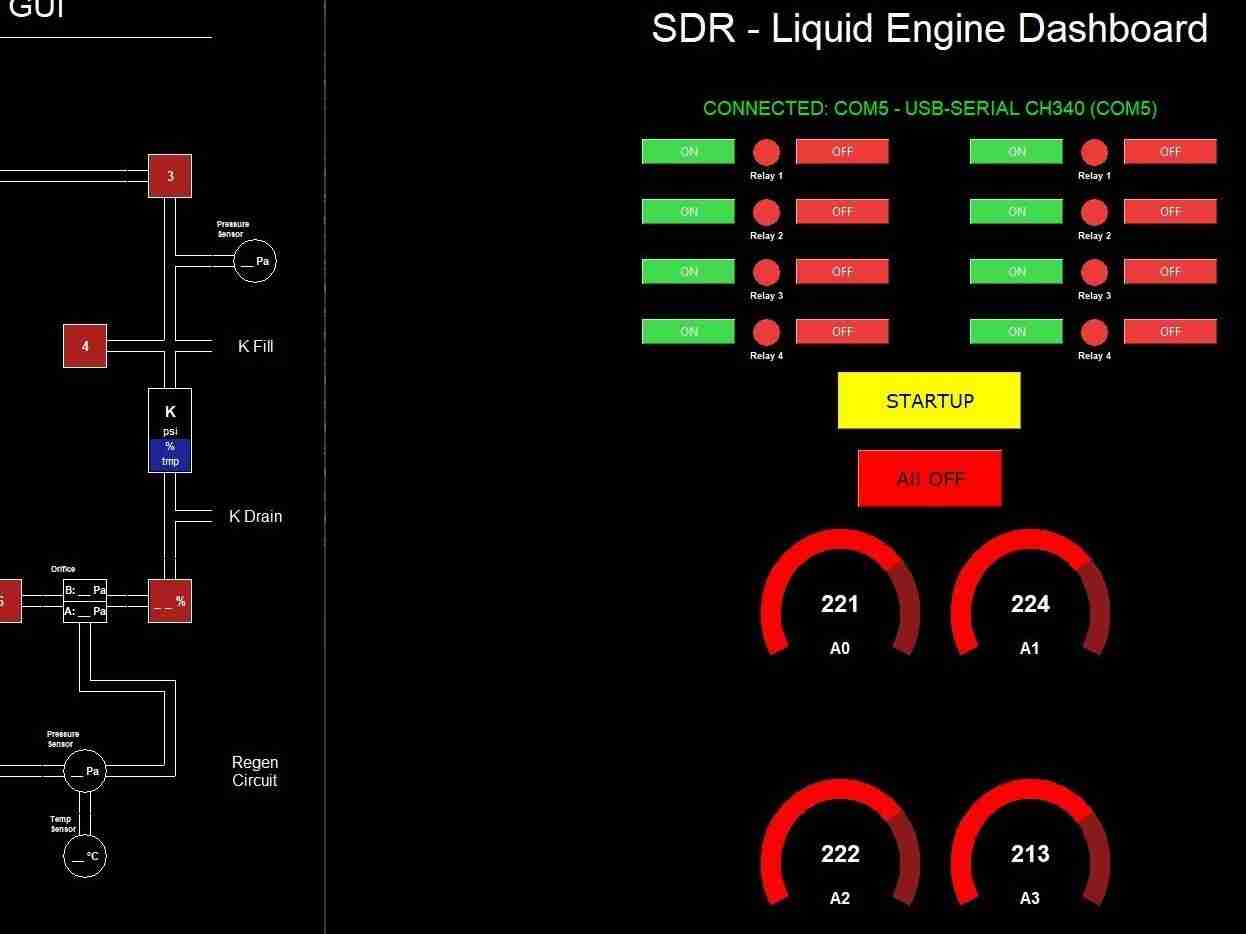 GUI
3
Pressure
Sensor
__ Pa
4
K Fill
K
psi
%
tmp
K Drain
Orifice
B: __ Pa
A: __ Pa
_ _ %
Pressure
Sensor
__ Pa
Regen
Circuit
Temp
Sensor
__ °C
SDR - Liquid Engine Dashboard
CONNECTED: COM5 - USB-SERIAL CH340 (COM5)
ON OFF ON OFF
Relay 1 Relay 1
ON OFF ON OFF
Relay 2 Relay 2
ON OFF ON OFF
Relay 3 Relay 3
ON OFF ON OFF
Relay 4 Relay 4
STARTUP
All OFF
221 224
A0 A1
222 213
A2 A3